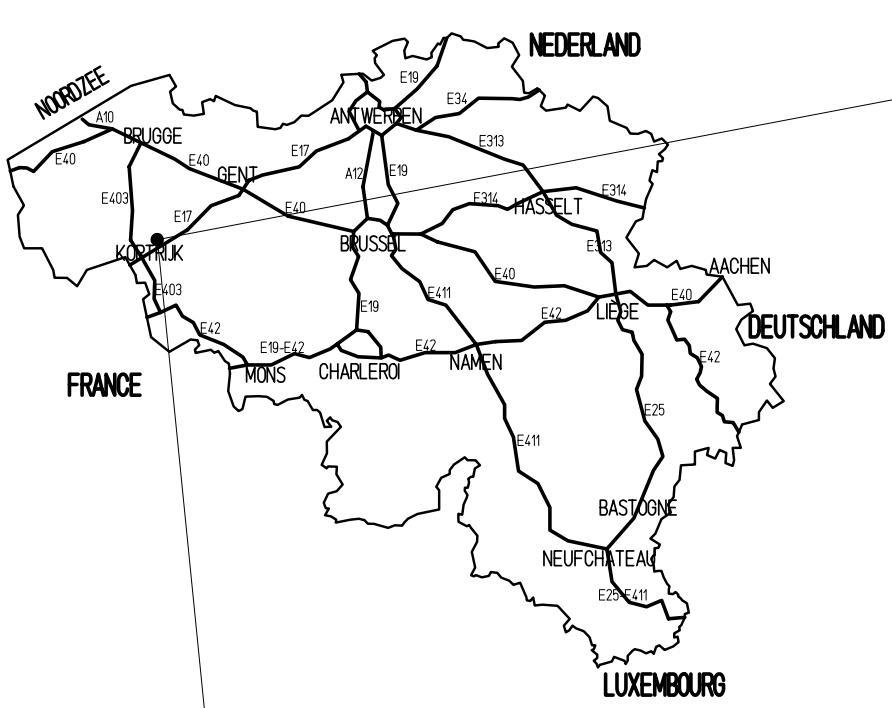 NEDERLAND
NOORDZEE
E19
E34
A10
ANTWERPEN
BRUGGE
E313
E17
E40
E40
GENT
A12
E19
E403
E314
E314
HASSELT
E17
E40
BRUSSEL
E313
KORTRIJK
AACHEN
E40
E403
E411
E40
E19
E42
LIÈGE
DEUTSCHLAND
E42
E19-E42
E42
E42
NAMEN
MONS
CHARLEROI
FRANCE
E25
E411
BASTOGNE
NEUFCHATEAU
E25-E411
LUXEMBOURG